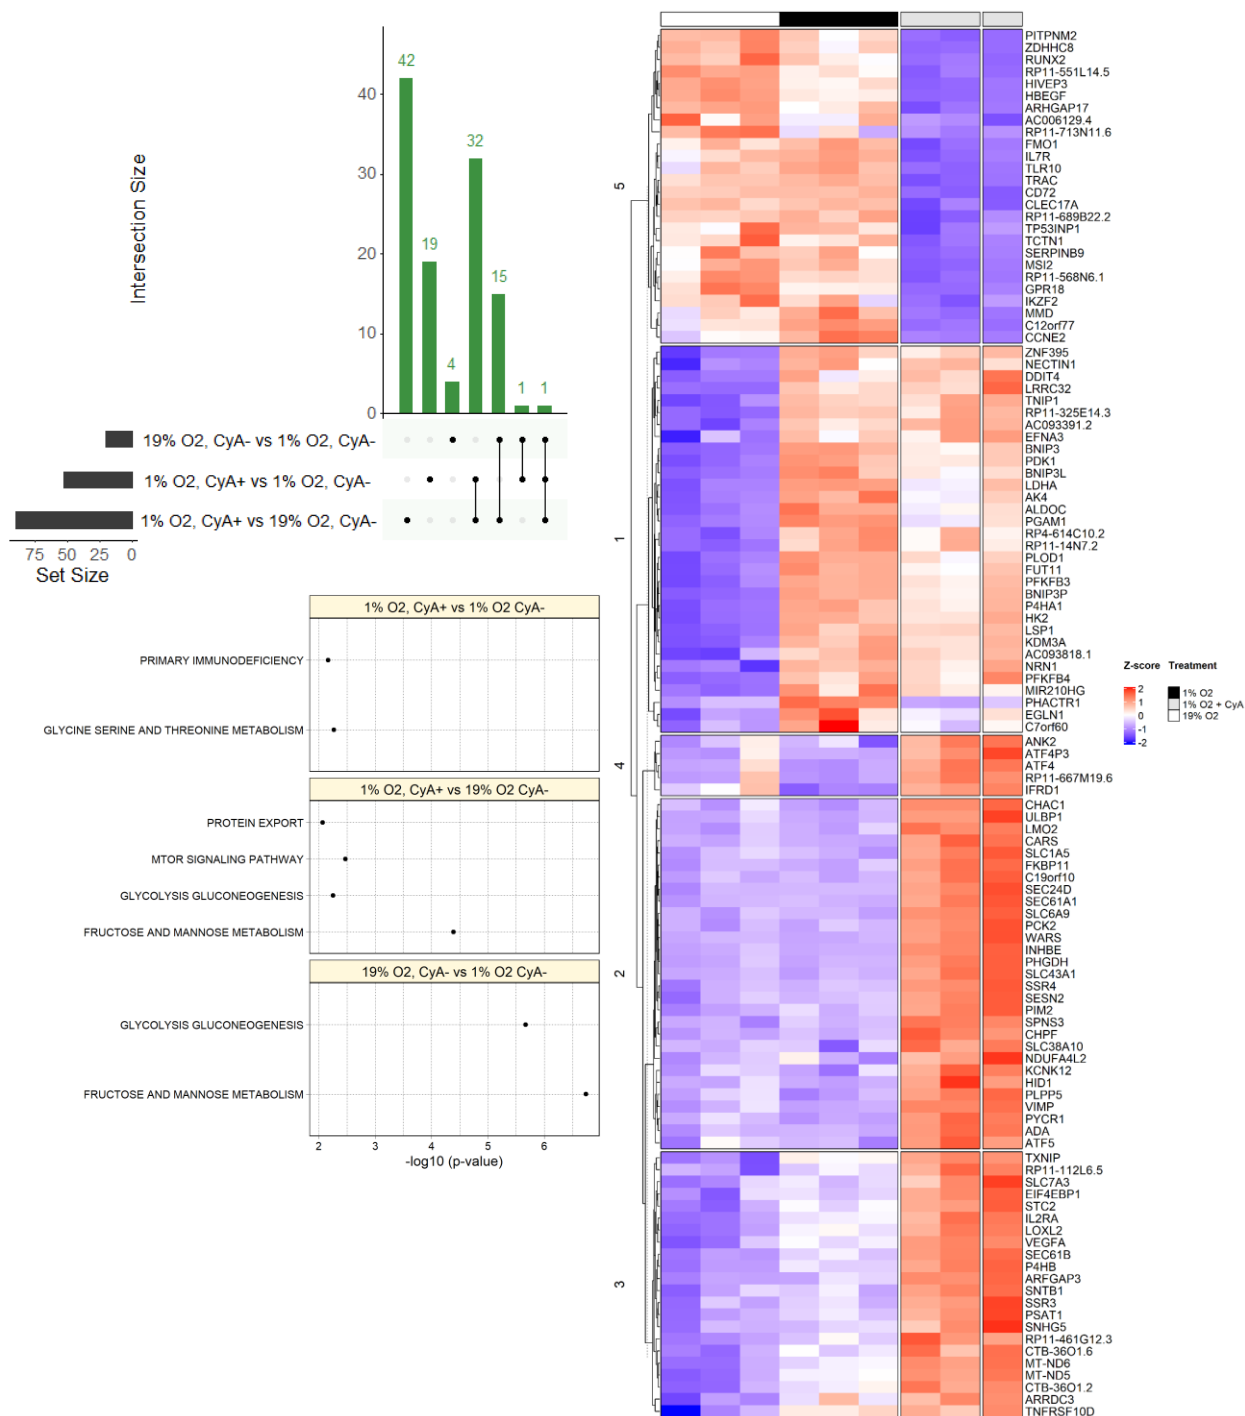 42
19
4
32
15
1
1
40
30
20
10
0
Intersection Size
19% O2, CyA- vs 1% O2, CyA-
1% O2, CyA+ vs 1% O2, CyA-
1% O2, CyA+ vs 19% O2, CyA-
75 50 25 0
Set Size
1% O2, CyA+ vs 1% O2 CyA-
PRIMARY IMMUNODEFICIENCY
GLYCINE SERINE AND THREONINE METABOLISM
1% O2, CyA+ vs 19% O2 CyA-
PROTEIN EXPORT
MTOR SIGNALING PATHWAY
GLYCOLYSIS GLUCONEOGENESIS
FRUCTOSE AND MANNOSE METABOLISM
19% O2, CyA- vs 1% O2 CyA-
GLYCOLYSIS GLUCONEOGENESIS
FRUCTOSE AND MANNOSE METABOLISM
2 3 4 5 6
-log10 (p-value)
5
1
4
2
3
PITPNM2
ZDHHC8
RUNX2
RP11-551L14.5
HIVEP3
HBEGF
ARHGAP17
AC006129.4
RP11-713N11.6
FMO1
IL7R
TLR10
TRAC
CD72
CLEC17A
RP11-689B22.2
TP53INP1
TCTN1
SERPINB9
MSI2
RP11-568N6.1
GPR18
IKZF2
MMD
C12orf77
CCNE2
ZNF395
NECTIN1
DDIT4
LRRC32
TNIP1
RP11-325E14.3
AC093391.2
EFNA3
BNIP3
PDK1
BNIP3L
LDHA
AK4
ALDOC
PGAM1
RP4-614C10.2
RP11-14N7.2
PLOD1
FUT11
PFKFB3
BNIP3P
P4HA1
HK2
LSP1
KDM3A
AC093818.1
NRN1
PFKFB4
MIR210HG
PHACTR1
EGLN1
C7orf60
ANK2
ATF4P3
ATF4
RP11-667M19.6
IFRD1
CHAC1
ULBP1
LMO2
CARS
SLC1A5
FKBP11
C19orf10
SEC24D
SEC61A1
SLC6A9
PCK2
WARS
INHBE
PHGDH
SLC43A1
SSR4
SESN2
PIM2
SPNS3
CHPF
SLC38A10
NDUFA4L2
KCNK12
HID1
PLPP5
VIMP
PYCR1
ADA
ATF5
TXNIP
RP11-112L6.5
SLC7A3
EIF4EBP1
STC2
IL2RA
LOXL2
VEGFA
SEC61B
P4HB
ARFGAP3
SNTB1
SSR3
PSAT1
SNHG5
RP11-461G12.3
CTB-36O1.6
MT-ND6
MT-ND5
CTB-36O1.2
ARRDC3
TNFRSF10D
Z-score
2
1
0
-1
-2
Treatment
1% O2
1% O2 + CyA
19% O2